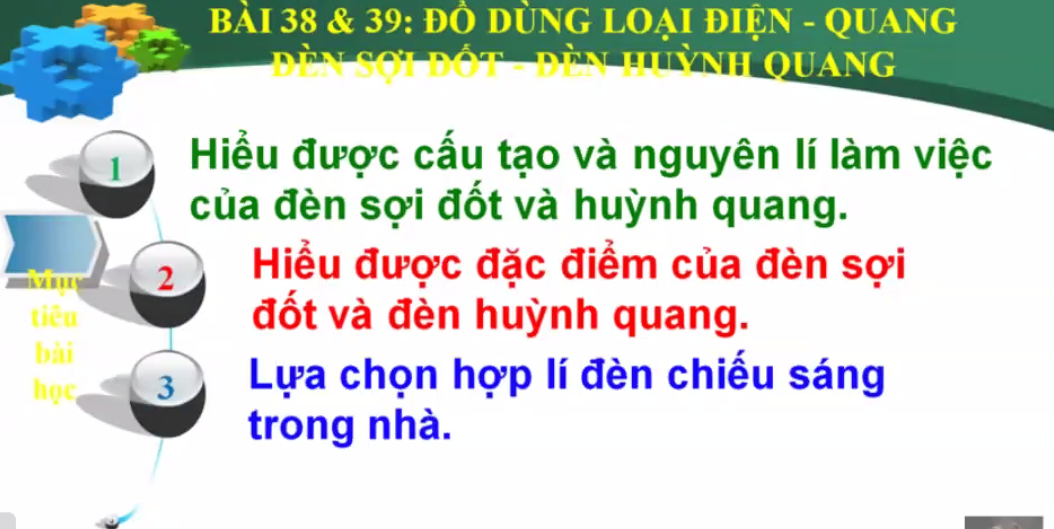 BÀI 38 & 39: ĐỒ DÙNG LOẠI ĐIỆN - QUANG
ĐÈN SỢI ĐỐT - ĐÈN HUỲNH QUANG
1
Hiểu được cấu tạo và nguyên lí làm việc
của đèn sợi đốt và huỳnh quang.
Mục
tiêu
bài
học
2
Hiểu được đặc điểm của đèn sợi
đốt và đèn huỳnh quang.
3
Lựa chọn hợp lí đèn chiếu sáng
trong nhà.